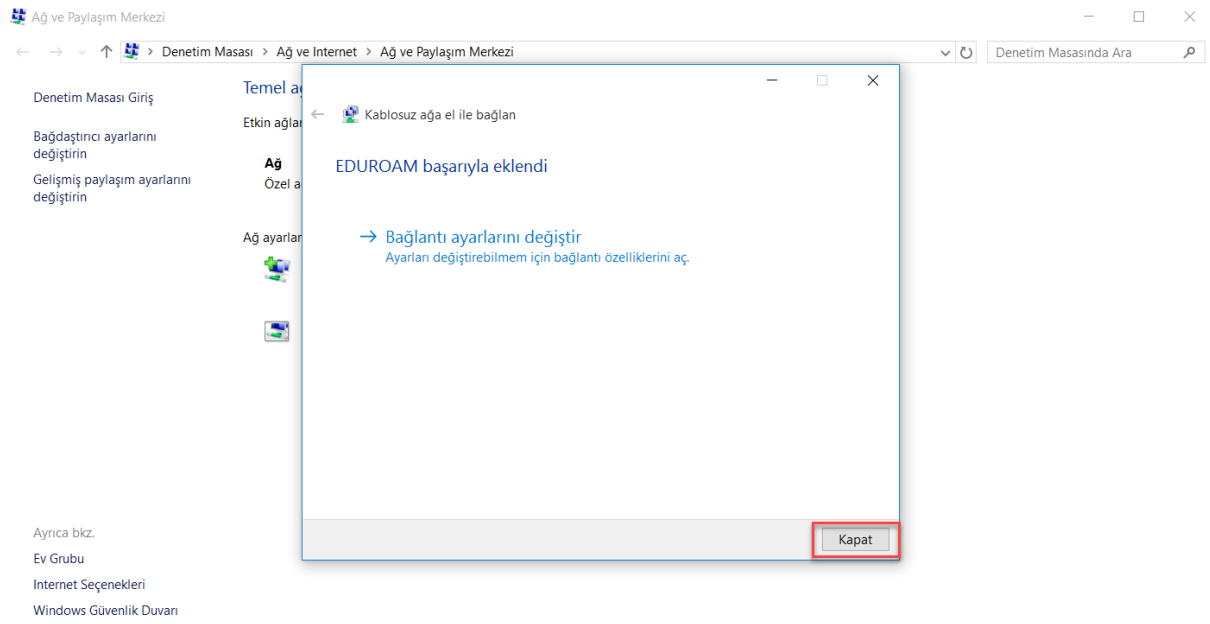 Ağ ve Paylaşım Merkezi
Denetim Masası > Ağ ve Internet > Ağ ve Paylaşım Merkezi
Denetim Masasında Ara
Denetim Masası Giriş
Bağdaştırıcı ayarlarını
değiştirin
Gelişmiş paylaşım ayarlarını
değiştirin
Temel
Etkin
Ağ
Özel
Ağ
Kablosuz ağa el ile bağlan
EDUROAM başarıyla eklendi
Bağlantı ayarlarını değiştir
Ayarları değiştirebilmem için bağlantı özelliklerini aç.
Kapat
Ayrıca bkz.
Ev Grubu
Internet Seçenekleri
Windows Güvenlik Duvarı